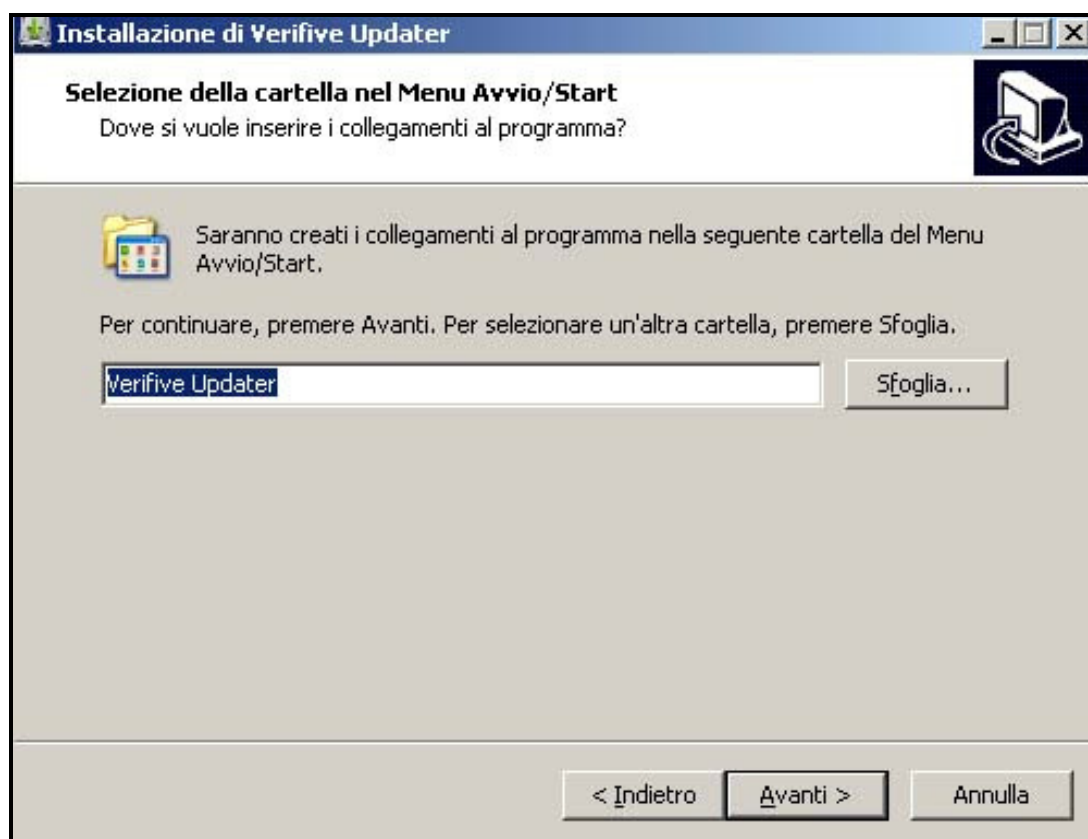 Installazione di Verifive Updater
Selezione della cartella nel Menu Avvio/Start
Dove si vuole inserire i collegamenti al programma?
Saranno creati i collegamenti al programma nella seguente cartella del Menu
Avvio/Start.
Per continuare, premere Avanti. Per selezionare un'altra cartella, premere Sfoglia.
Verifive Updater
Sfoglia...
< Indietro
Avanti >
Annulla